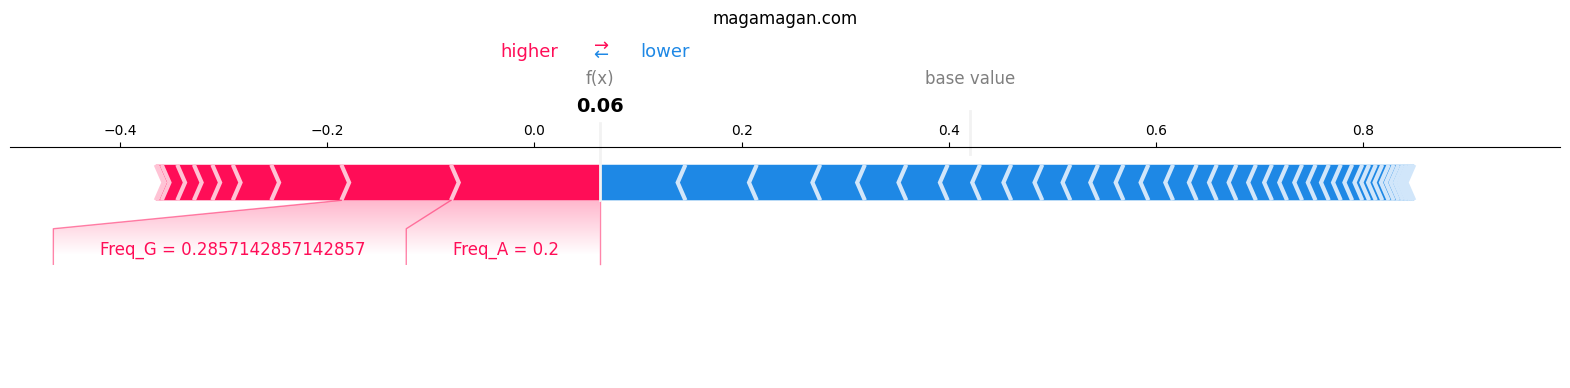 magamagan.com
higher → ← lower
f(x) base value
0.06
−0.4 −0.2 0.0 0.2 0.4 0.6 0.8
Freq_G = 0.2857142857142857 Freq_A = 0.2